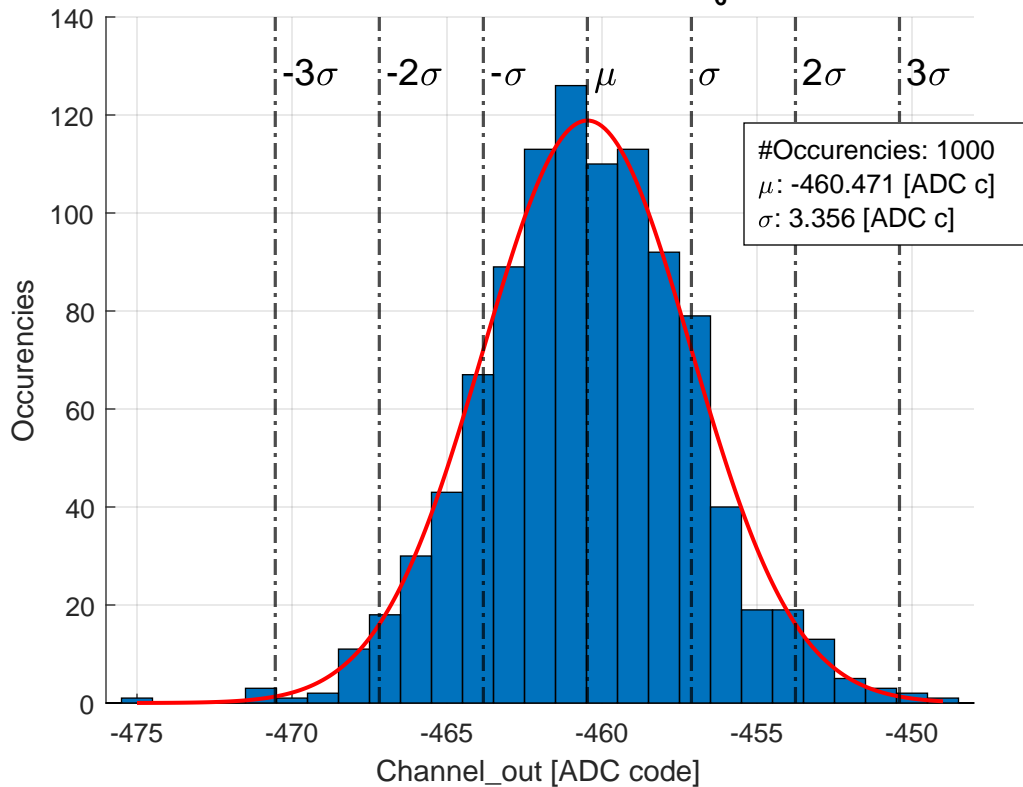 0
140
120
100
80
60
40
20
0
-3σ
-2σ
-σ
μ
σ
2σ
3σ
#Occurencies: 1000
μ: -460.471 [ADC c]
σ: 3.356 [ADC c]
Occurencies
-475
-470
-465
-460
-455
-450
Channel_out [ADC code]